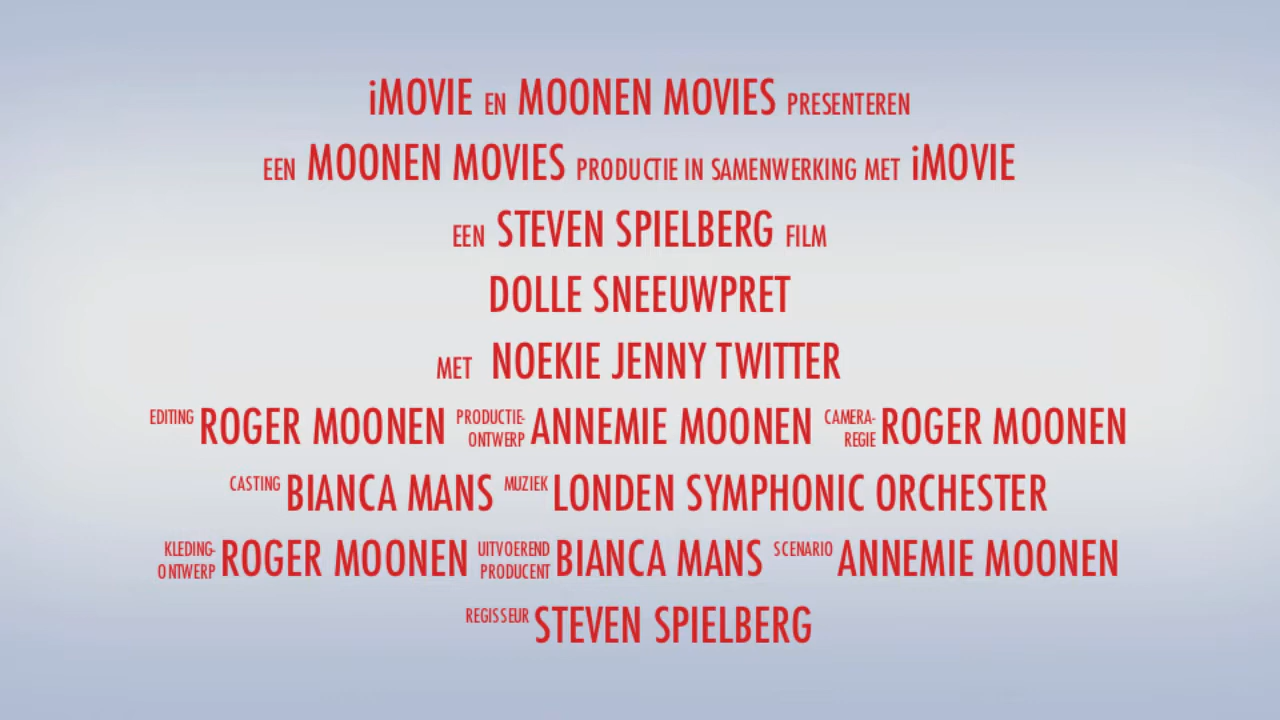 iMOVIE EN MOONEN MOVIES PRESENTEREN
EEN MOONEN MOVIES PRODUCTIE IN SAMENWERKING MET iMOVIE
EEN STEVEN SPIELBERG FILM
DOLLE SNEEUWPRET
MET NOEKIE JENNY TWITTER
EDITING ROGER MOONEN PRODUCTIE-ONTWERP ANNEMIE MOONEN CAMERA-REGIE ROGER MOONEN
CASTING BIANCA MANS MUZIEK LONDEN SYMPHONIC ORCHESTER
KLEDING-ONTWERP ROGER MOONEN UITVOEREND PRODUCENT BIANCA MANS SCENARIO ANNEMIE MOONEN
REGISSEUR STEVEN SPIELBERG